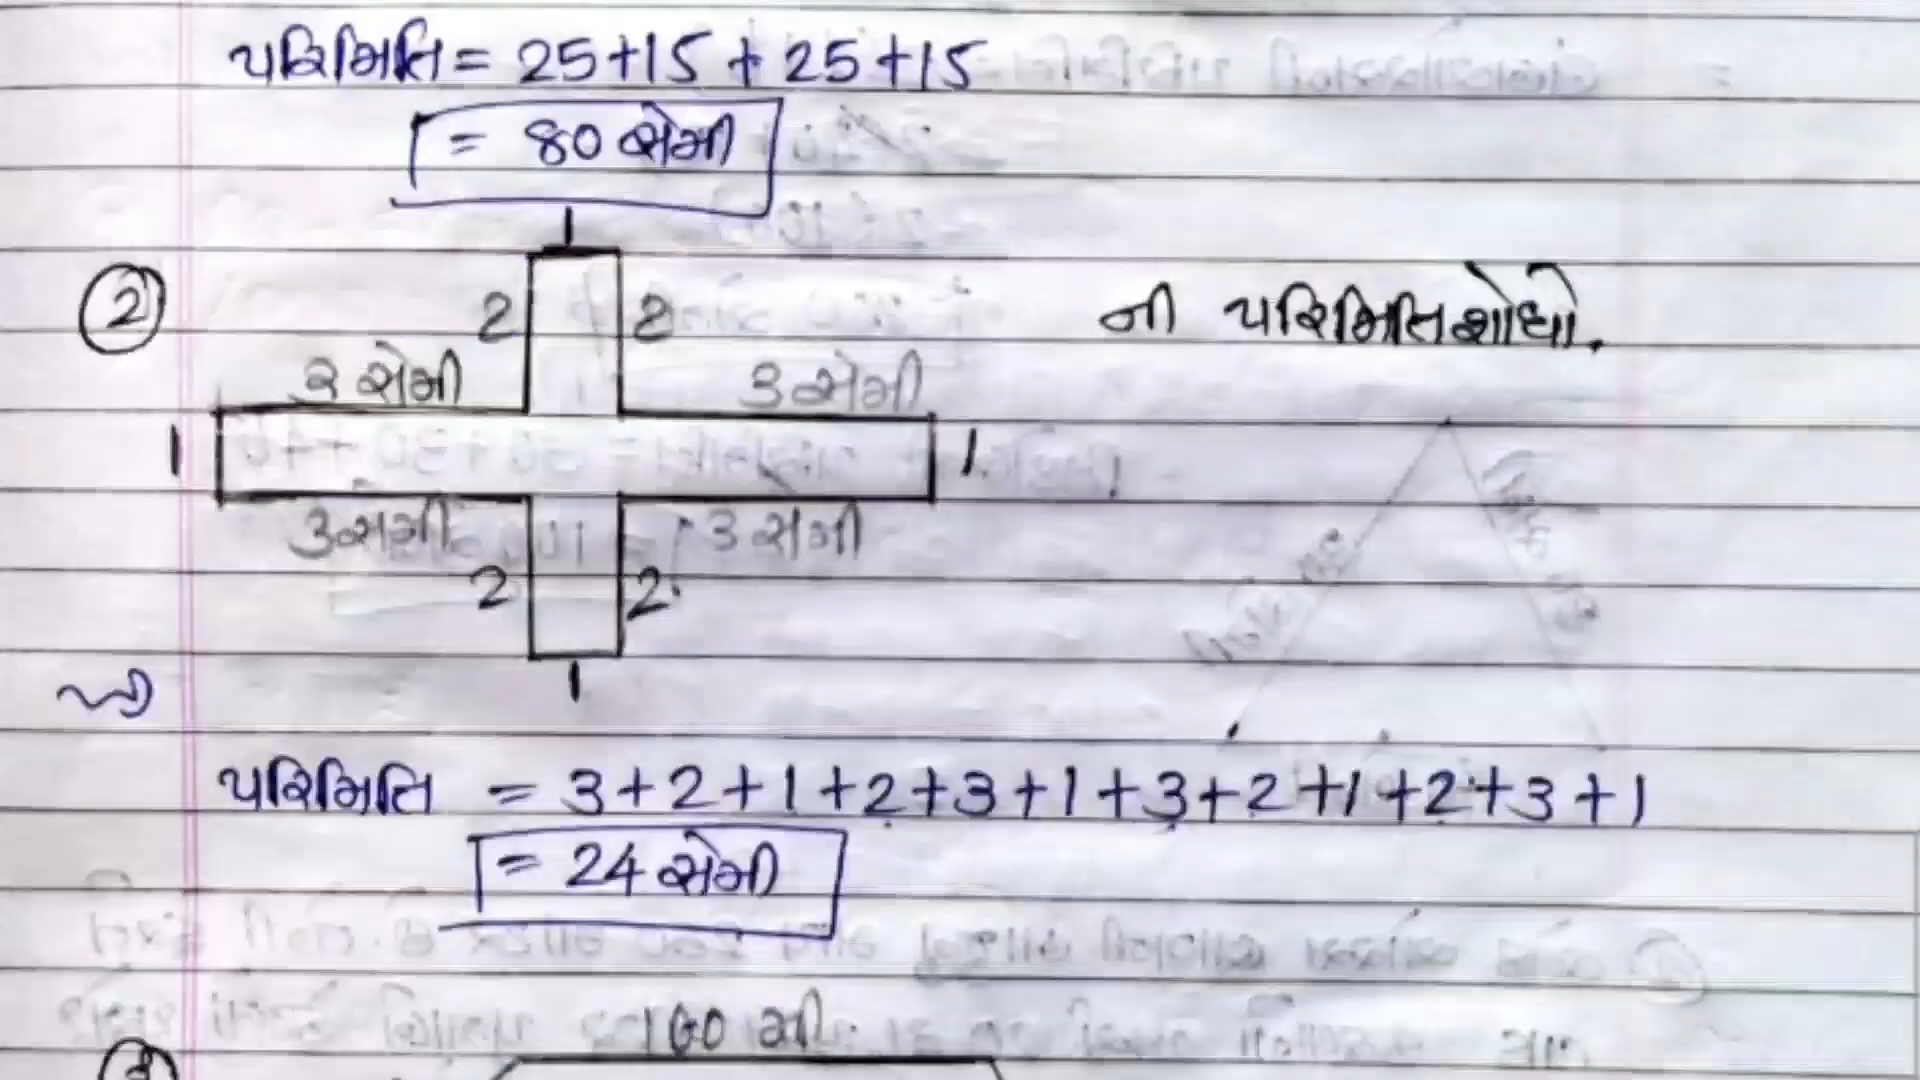 પરિમિતિ = 25+15+25+15
= 80 સેમી
1
② 2 2 ની પરિમિતિ શોધો.
3 સેમી 3 સેમી
1 1
3 સેમી 3 સેમી
2 2
1
પરિમિતિ = 3+2+1+2+3+1+3+2+1+2+3+1
= 24 સેમી
100 મી